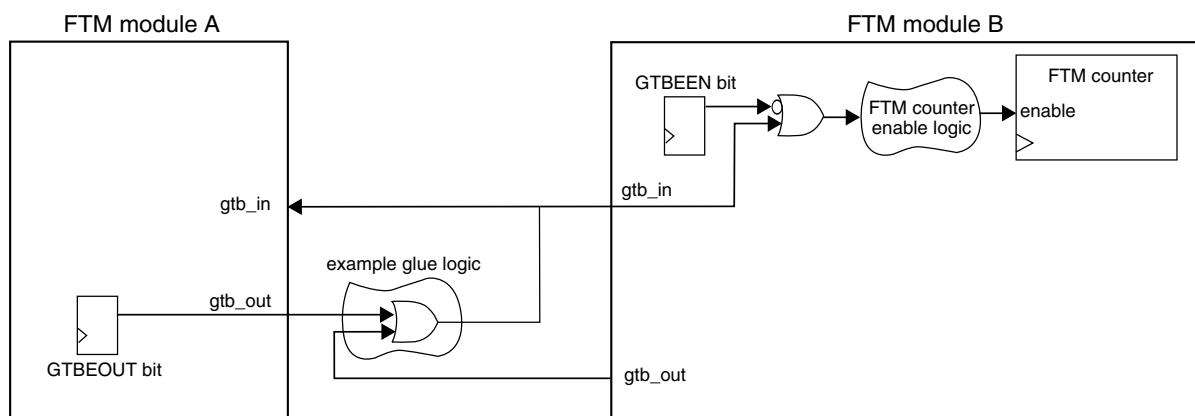 FTM module A
FTM module B
GTBEEN bit
FTM counter
enable logic
FTM counter
enable
gtb_in
gtb_in
example glue logic
gtb_out
GTBEOUT bit
gtb_out